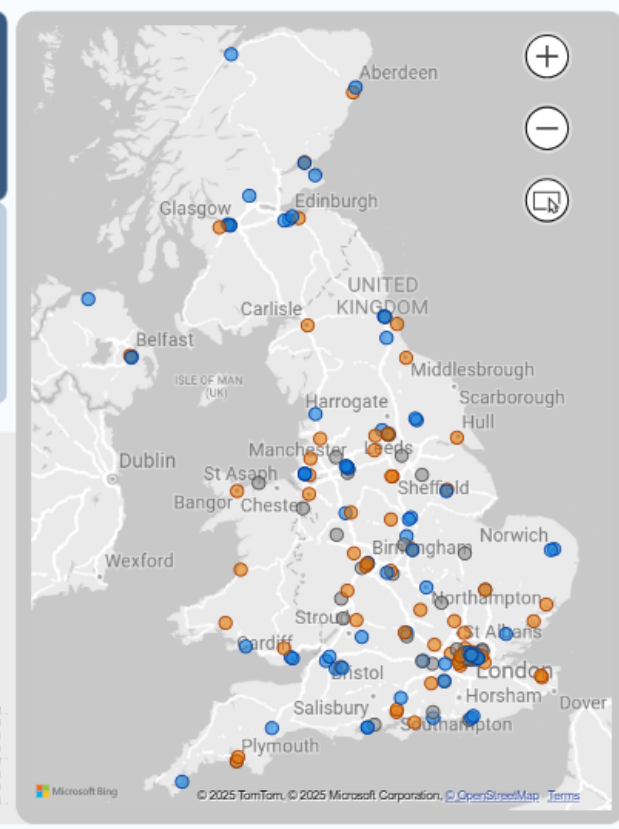 Aberdeen
Glasgow
Edinburgh
UNITED
KINGDOM
Carlisle
Belfast
ISLE OF MAN
(UK)
Middlesbrough
Scarborough
Harrogate
Hull
Manchester
Leeds
Dublin
St Asaph
Sheffield
Bangor
Chester
Norwich
Birmingham
Wexford
Northampton
Stroud
St Albans
Cardiff
London
Bristol
Horsham
Dover
Salisbury
Southampton
Plymouth
Microsoft Bing
© 2025 TomTom, © 2025 Microsoft Corporation, © OpenStreetMap Terms